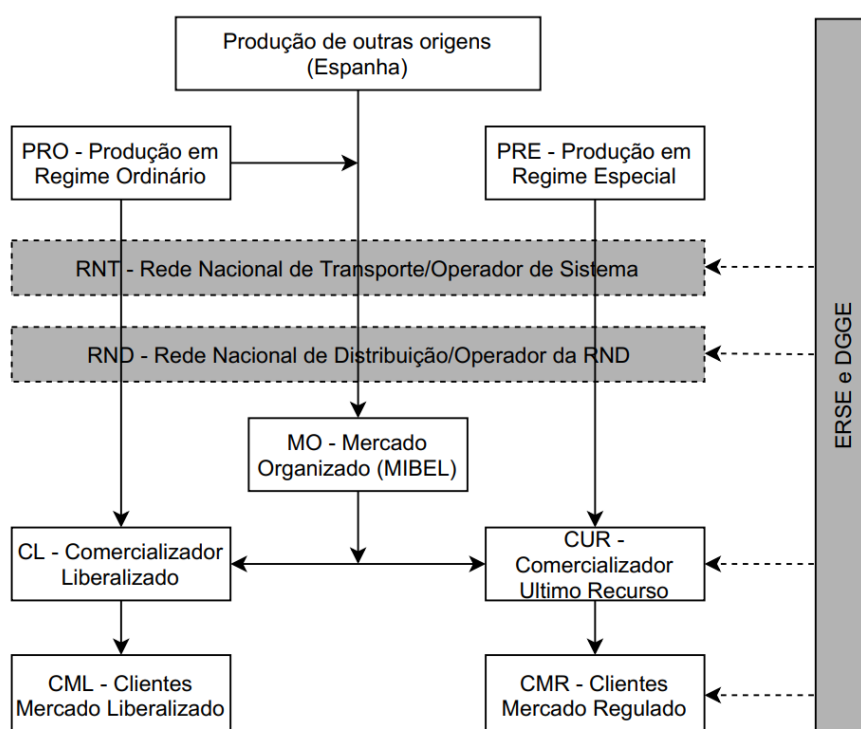 Produção de outras origens
(Espanha)
PRO - Produção em
Regime Ordinário
PRE - Produção em
Regime Especial
RNT - Rede Nacional de Transporte/Operador de Sistema
RND - Rede Nacional de Distribuição/Operador da RND
MO - Mercado
Organizado (MIBEL)
CL - Comercializador
Liberalizado
CUR -
Comercializador
Ultimo Recurso
CML - Clientes
Mercado Liberalizado
CMR - Clientes
Mercado Regulado
ERSE e DGGE